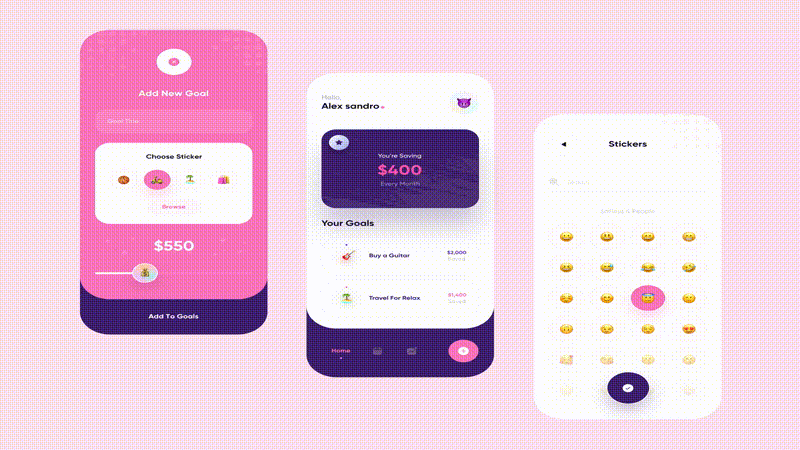 Add New Goal
Goal Title
Choose Sticker
Browse
$550
Add To Goals
Hello,
Alex sandro
You're Saving
$400
Every Month
Your Goals
Buy a Guitar
$2,000
Saved
Travel For Relax
$1,400
Saved
Home
Stickers
Search
Smileys & People